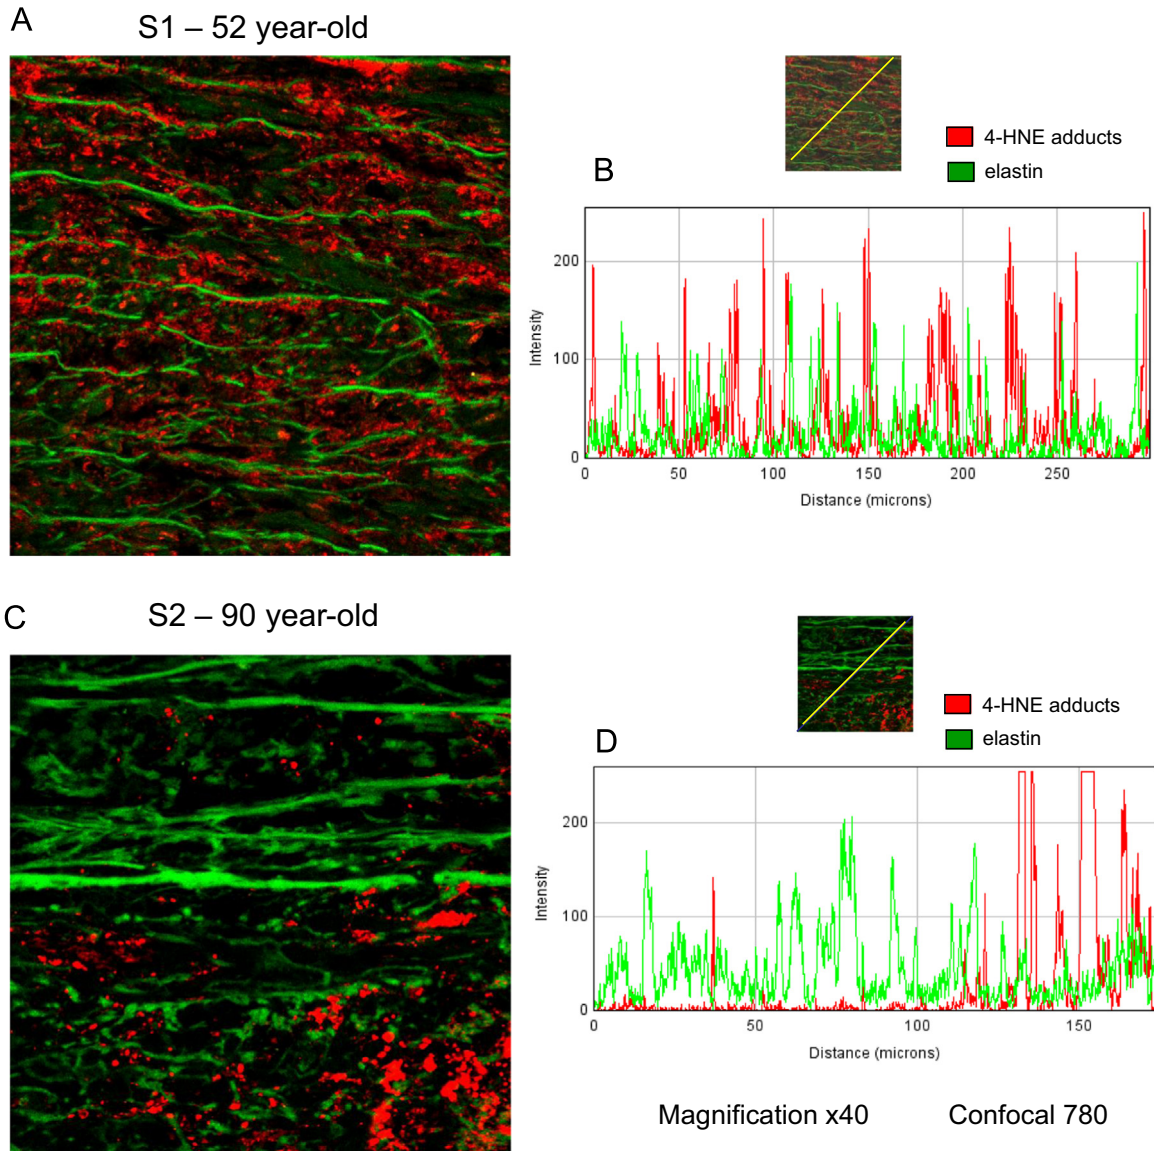 A
S1 – 52 year-old
4-HNE adducts
elastin
B
Intensity
200
100
0
0 50 100 150 200 250
Distance (microns)
C
S2 – 90 year-old
4-HNE adducts
elastin
D
Intensity
200
100
0
0 50 100 150
Distance (microns)
Magnification x40 Confocal 780